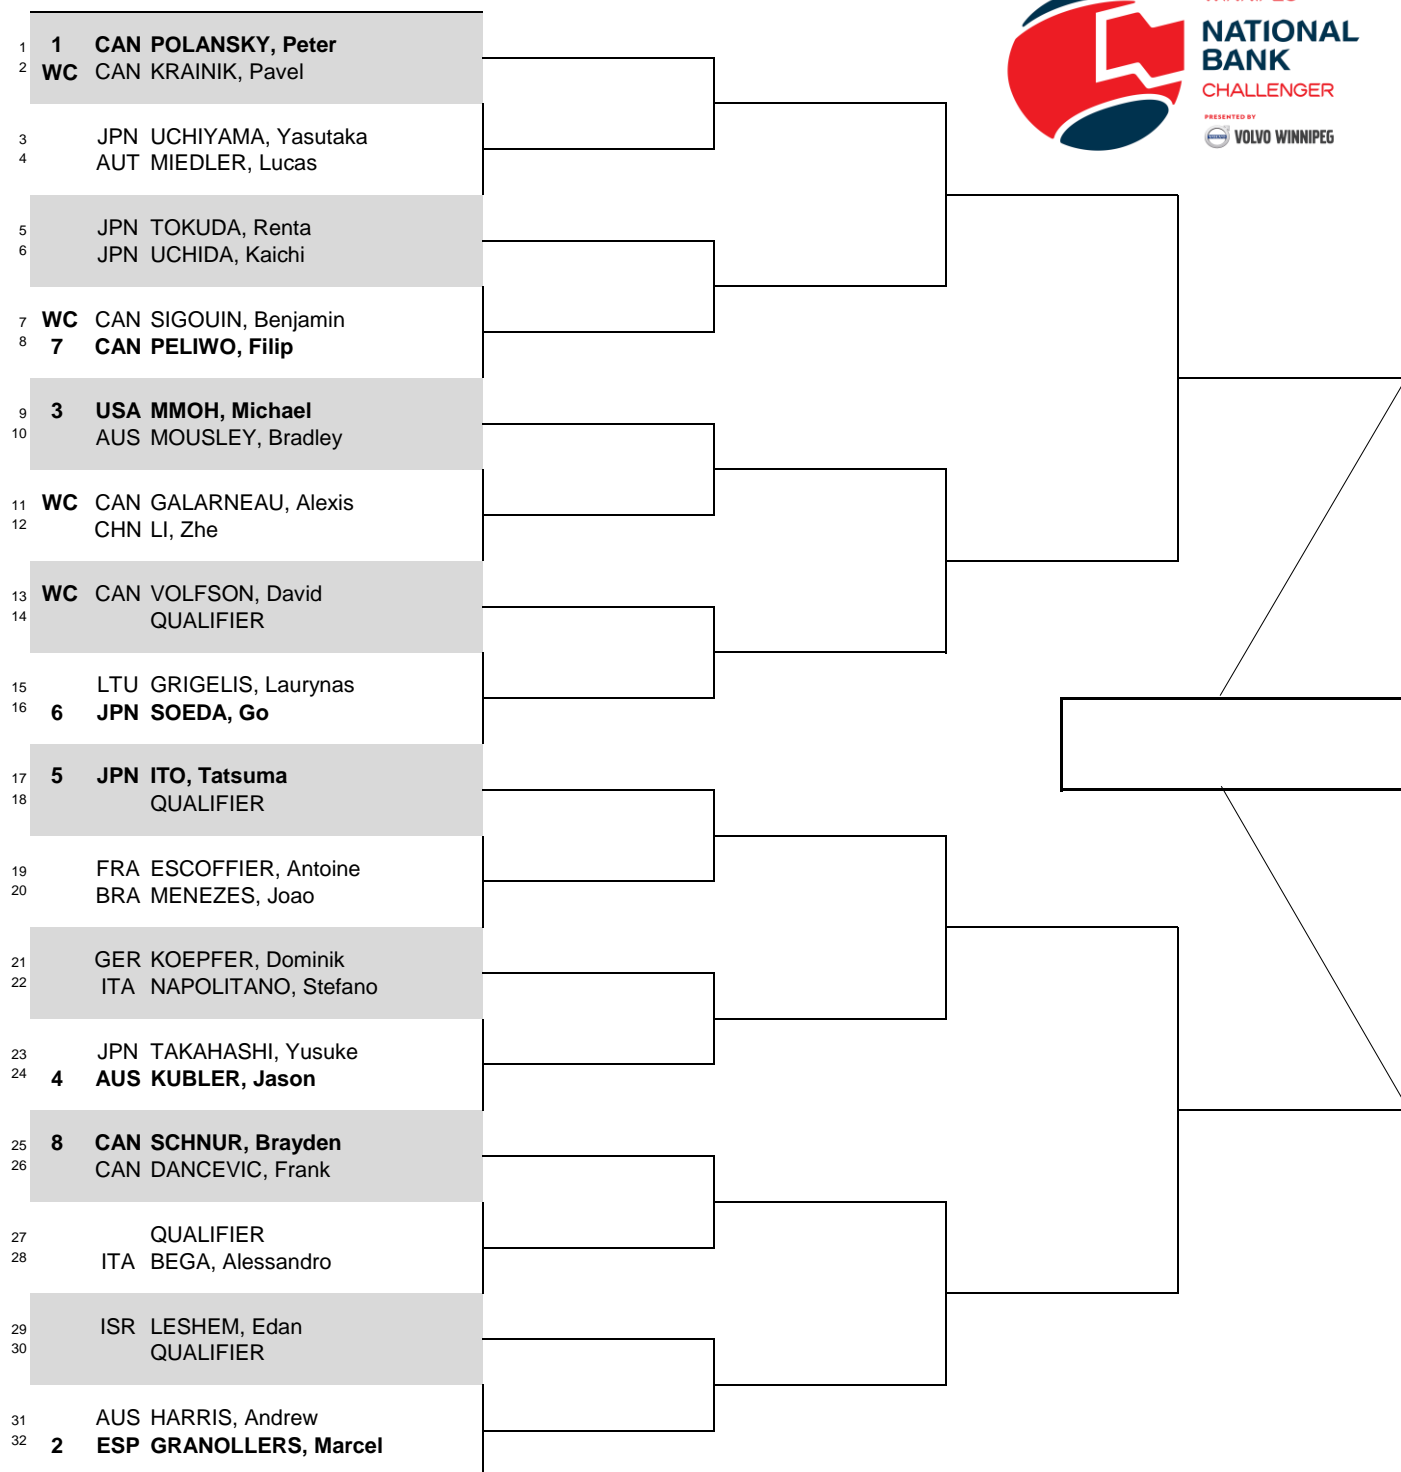 WINNIPEG
NATIONAL
BANK
CHALLENGER
PRESENTED BY
VOLVO WINNIPEG
1 1 CAN POLANSKY, Peter
2 WC CAN KRAINIK, Pavel
3 JPN UCHIYAMA, Yasutaka
4 AUT MIEDLER, Lucas
5 JPN TOKUDA, Renta
6 JPN UCHIDA, Kaichi
7 WC CAN SIGOUIN, Benjamin
8 7 CAN PELIWO, Filip
9 3 USA MMOH, Michael
10 AUS MOUSLEY, Bradley
11 WC CAN GALARNEAU, Alexis
12 CHN LI, Zhe
13 WC CAN VOLFSON, David
14 QUALIFIER
15 LTU GRIGELIS, Laurynas
16 6 JPN SOEDA, Go
17 5 JPN ITO, Tatsuma
18 QUALIFIER
19 FRA ESCOFFIER, Antoine
20 BRA MENEZES, Joao
21 GER KOEPFER, Dominik
22 ITA NAPOLITANO, Stefano
23 JPN TAKAHASHI, Yusuke
24 4 AUS KUBLER, Jason
25 8 CAN SCHNUR, Brayden
26 CAN DANCEVIC, Frank
27 QUALIFIER
28 ITA BEGA, Alessandro
29 ISR LESHEM, Edan
30 QUALIFIER
31 AUS HARRIS, Andrew
32 2 ESP GRANOLLERS, Marcel